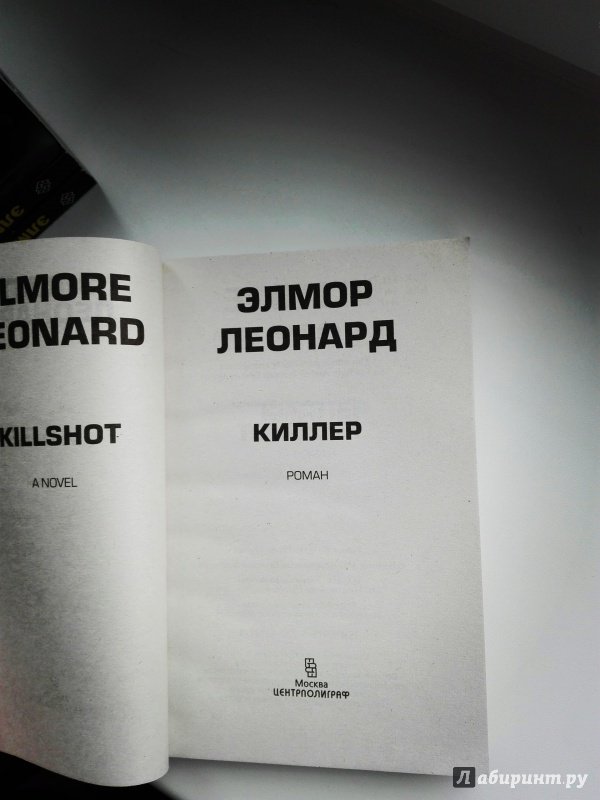 LMORE
EONARD
KILLSHOT
A NOVEL
ЭЛМОР
ЛЕОНАРД
КИЛЛЕР
РОМАН
Москва
ЦЕНТРПОЛИГРАФ
Лабиринт.ру